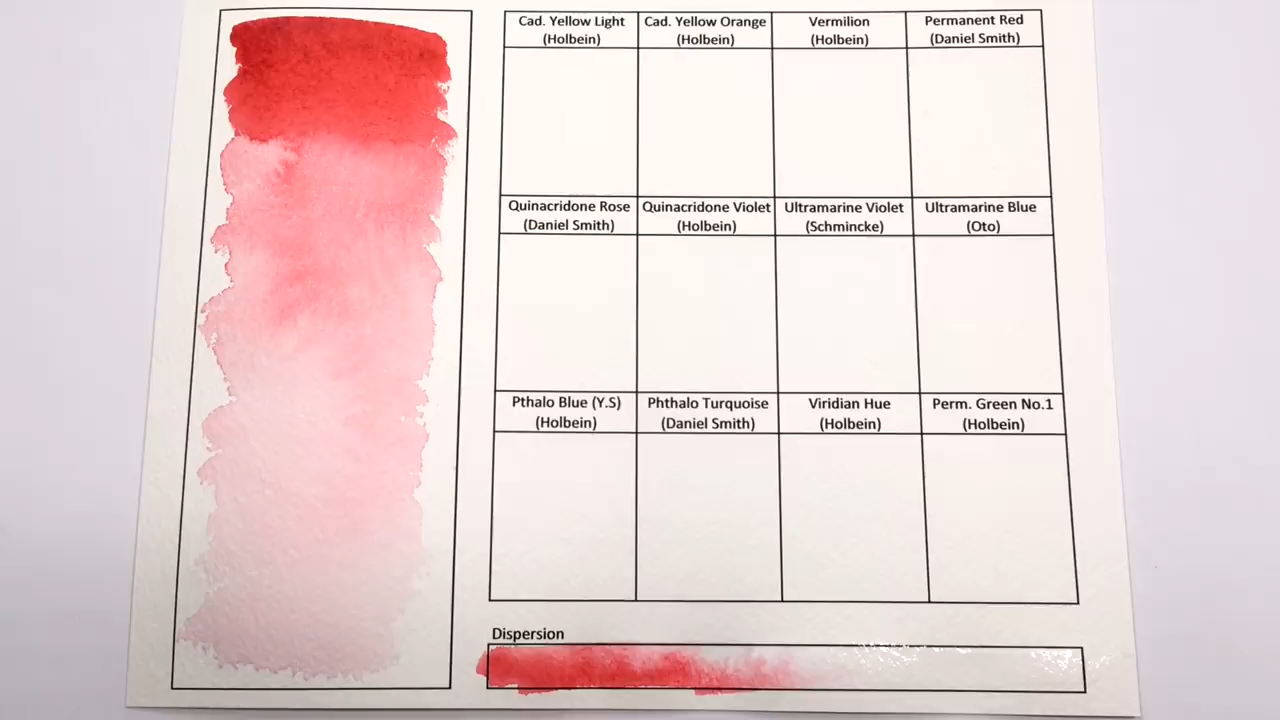 Cad. Yellow Light
(Holbein)
Cad. Yellow Orange
(Holbein)
Vermilion
(Holbein)
Permanent Red
(Daniel Smith)
Quinacridone Rose
(Daniel Smith)
Quinacridone Violet
(Holbein)
Ultramarine Violet
(Schmincke)
Ultramarine Blue
(Oto)
Pthalo Blue (Y.S)
(Holbein)
Phthalo Turquoise
(Daniel Smith)
Viridian Hue
(Holbein)
Perm. Green No.1
(Holbein)
Dispersion